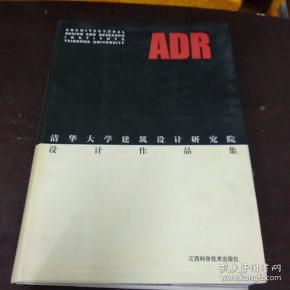 ARCHITECTURAL
DESIGN AND RESEARCH
INSTITUTE
TSINGHUA UNIVERSITY
ADR
清华大学建筑设计研究院
设计作品集
江西科学技术出版社